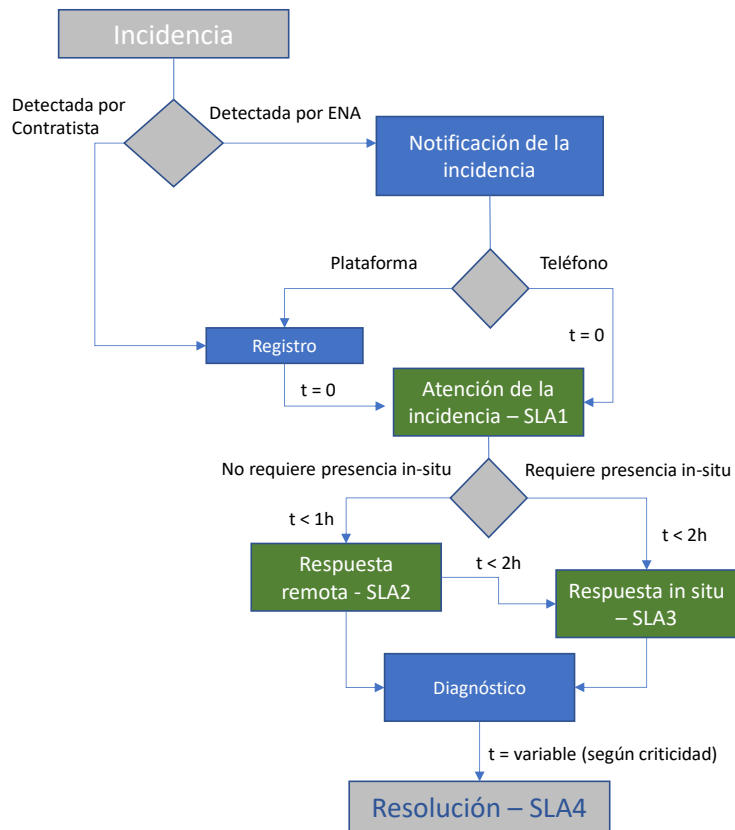 Incidencia
Detectada por
Contratista
Detectada por ENA
Notificación de la
incidencia
Plataforma
Teléfono
Registro
t = 0
t = 0
Atención de la
incidencia – SLA1
No requiere presencia in-situ
Requiere presencia in-situ
t < 1h
t < 2h
Respuesta
remota - SLA2
t < 2h
Respuesta in situ
– SLA3
Diagnóstico
t = variable (según criticidad)
Resolución – SLA4